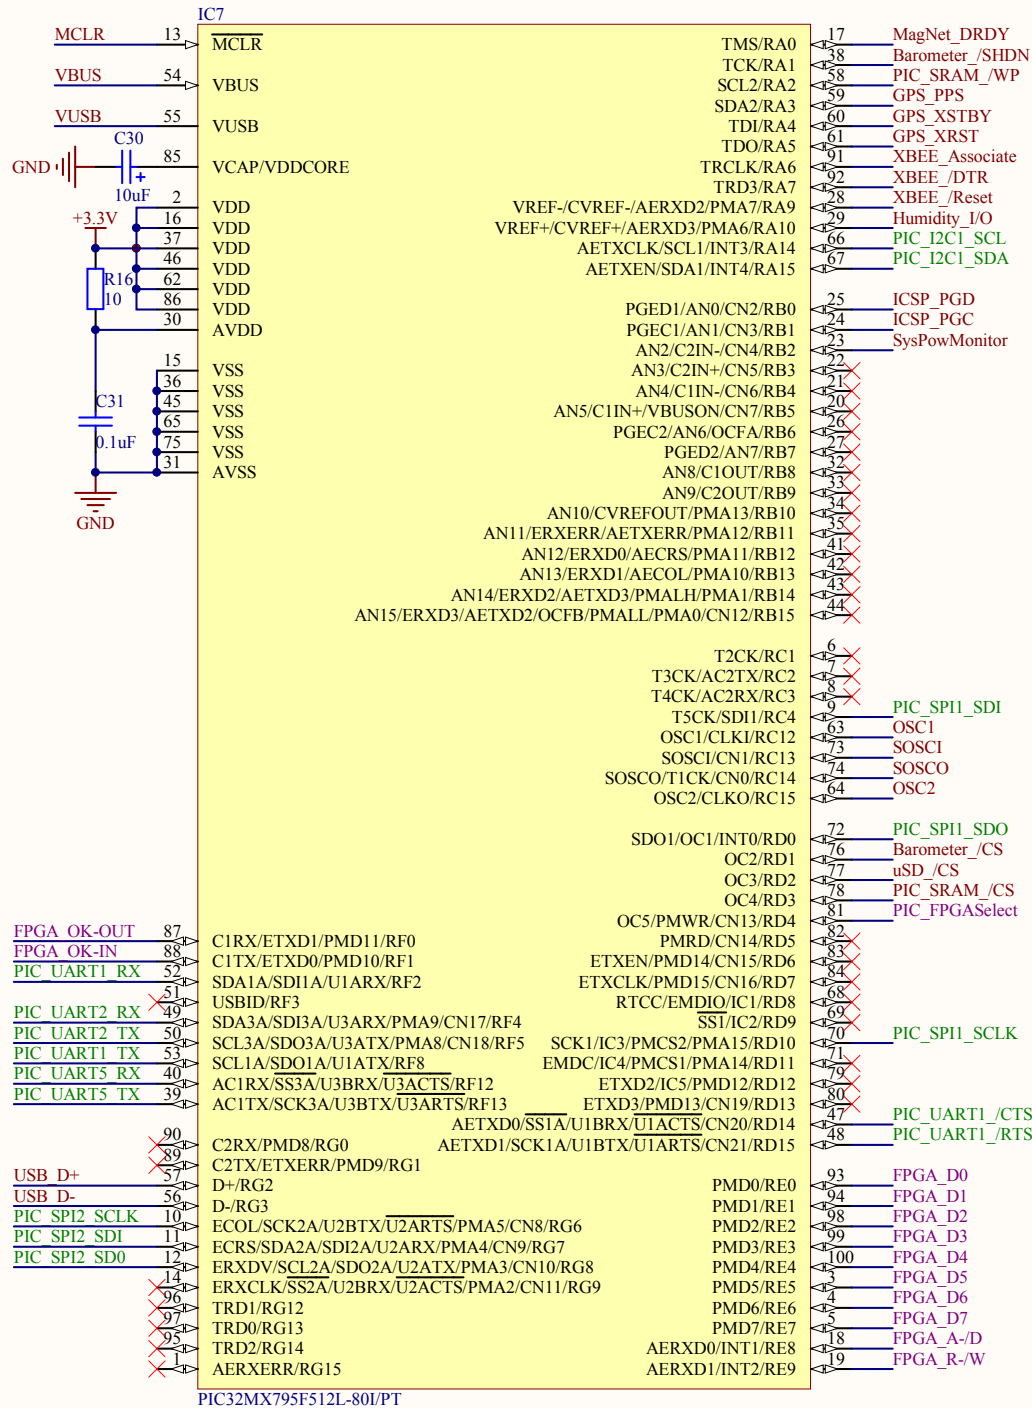 IC7
MCLR 13 MCLR
VBUS 54 VBUS
VUSB 55 VUSB
C30
GND 85 VCAP/VDDCORE
+
10uF
2 VDD
+3.3V 16 VDD
37 VDD
46 VDD
R16 62 VDD
10 86 VDD
30 AVDD
15 VSS
36 VSS
C31 45 VSS
65 VSS
0.1uF 75 VSS
31 AVSS
GND
FPGA_OK-OUT 87 C1RX/ETXD1/PMD11/RF0
FPGA_OK-IN 88 C1TX/ETXD0/PMD10/RF1
PIC_UART1_RX 52 SDA1A/SDI1A/U1ARX/RF2
51 USBID/RF3
PIC_UART2_RX 49 SDA3A/SDI3A/U3ARX/PMA9/CN17/RF4
PIC_UART2_TX 50 SCL3A/SDO3A/U3ATX/PMA8/CN18/RF5
PIC_UART1_TX 53 SCL1A/SDO1A/U1ATX/RF8
PIC_UART5_RX 40 AC1RX/SS3A/U3BRX/U3ACTS/RF12
PIC_UART5_TX 39 AC1TX/SCK3A/U3BTX/U3ARTS/RF13
90 C2RX/PMD8/RG0
89 C2TX/ETXERR/PMD9/RG1
USB_D+ 57 D+/RG2
USB_D- 56 D-/RG3
PIC_SPI2_SCLK 10 ECOL/SCK2A/U2BTX/U2ARTS/PMA5/CN8/RG6
PIC_SPI2_SDI 11 ECRS/SDA2A/SDI2A/U2ARX/PMA4/CN9/RG7
PIC_SPI2_SD0 12 ERXDV/SCL2A/SDO2A/U2ATX/PMA3/CN10/RG8
14 ERXCLK/SS2A/U2BRX/U2ACTS/PMA2/CN11/RG9
96 TRD1/RG12
97 TRD0/RG13
95 TRD2/RG14
1 AERXERR/RG15
TMS/RA0 17 MagNet_DRDY
TCK/RA1 38 Barometer_/SHDN
SCL2/RA2 58 PIC_SRAM_/WP
SDA2/RA3 59 GPS_PPS
TDI/RA4 60 GPS_XSTBY
TDO/RA5 61 GPS_XRST
TRCLK/RA6 91 XBEE_Associate
TRD3/RA7 92 XBEE_/DTR
VREF-/CVREF-/AERXD2/PMA7/RA9 28 XBEE_/Reset
VREF+/CVREF+/AERXD3/PMA6/RA10 29 Humidity_I/O
AETXCLK/SCL1/INT3/RA14 66 PIC_I2C1_SCL
AETXEN/SDA1/INT4/RA15 67 PIC_I2C1_SDA
PGED1/AN0/CN2/RB0 25 ICSP_PGD
PGEC1/AN1/CN3/RB1 24 ICSP_PGC
AN2/C2IN-/CN4/RB2 23 SysPowMonitor
AN3/C2IN+/CN5/RB3 22
AN4/C1IN-/CN6/RB4 21
AN5/C1IN+/VBUSON/CN7/RB5 20
PGEC2/AN6/OCFA/RB6 26
PGED2/AN7/RB7 27
AN8/C1OUT/RB8 32
AN9/C2OUT/RB9 33
AN10/CVREFOUT/PMA13/RB10 34
AN11/ERXERR/AETXERR/PMA12/RB11 35
AN12/ERXD0/AECRS/PMA11/RB12 41
AN13/ERXD1/AECOL/PMA10/RB13 42
AN14/ERXD2/AETXD3/PMALH/PMA1/RB14 43
AN15/ERXD3/AETXD2/OCFB/PMALL/PMA0/CN12/RB15 44
T2CK/RC1 6
T3CK/AC2TX/RC2 7
T4CK/AC2RX/RC3 8
T5CK/SDI1/RC4 9 PIC_SPI1_SDI
OSC1/CLKI/RC12 63 OSC1
SOSCI/CN1/RC13 73 SOSCI
SOSCO/T1CK/CN0/RC14 74 SOSCO
OSC2/CLKO/RC15 64 OSC2
SDO1/OC1/INT0/RD0 72 PIC_SPI1_SDO
OC2/RD1 76 Barometer_/CS
OC3/RD2 77 uSD_/CS
OC4/RD3 78 PIC_SRAM_/CS
OC5/PMWR/CN13/RD4 81 PIC_FPGASelect
PMRD/CN14/RD5 82
ETXEN/PMD14/CN15/RD6 83
ETXCLK/PMD15/CN16/RD7 84
RTCC/EMDIO/IC1/RD8 68
SS1/IC2/RD9 69
SCK1/IC3/PMCS2/PMA15/RD10 70 PIC_SPI1_SCLK
EMDC/IC4/PMCS1/PMA14/RD11 71
ETXD2/IC5/PMD12/RD12 79
ETXD3/PMD13/CN19/RD13 80
AETXD0/SS1A/U1BRX/U1ACTS/CN20/RD14 47 PIC_UART1_/CTS
AETXD1/SCK1A/U1BTX/U1ARTS/CN21/RD15 48 PIC_UART1_/RTS
PMD0/RE0 93 FPGA_D0
PMD1/RE1 94 FPGA_D1
PMD2/RE2 98 FPGA_D2
PMD3/RE3 99 FPGA_D3
PMD4/RE4 100 FPGA_D4
PMD5/RE5 3 FPGA_D5
PMD6/RE6 4 FPGA_D6
PMD7/RE7 5 FPGA_D7
AERXD0/INT1/RE8 18 FPGA_A-/D
AERXD1/INT2/RE9 19 FPGA_R-/W
PIC32MX795F512L-80I/PT